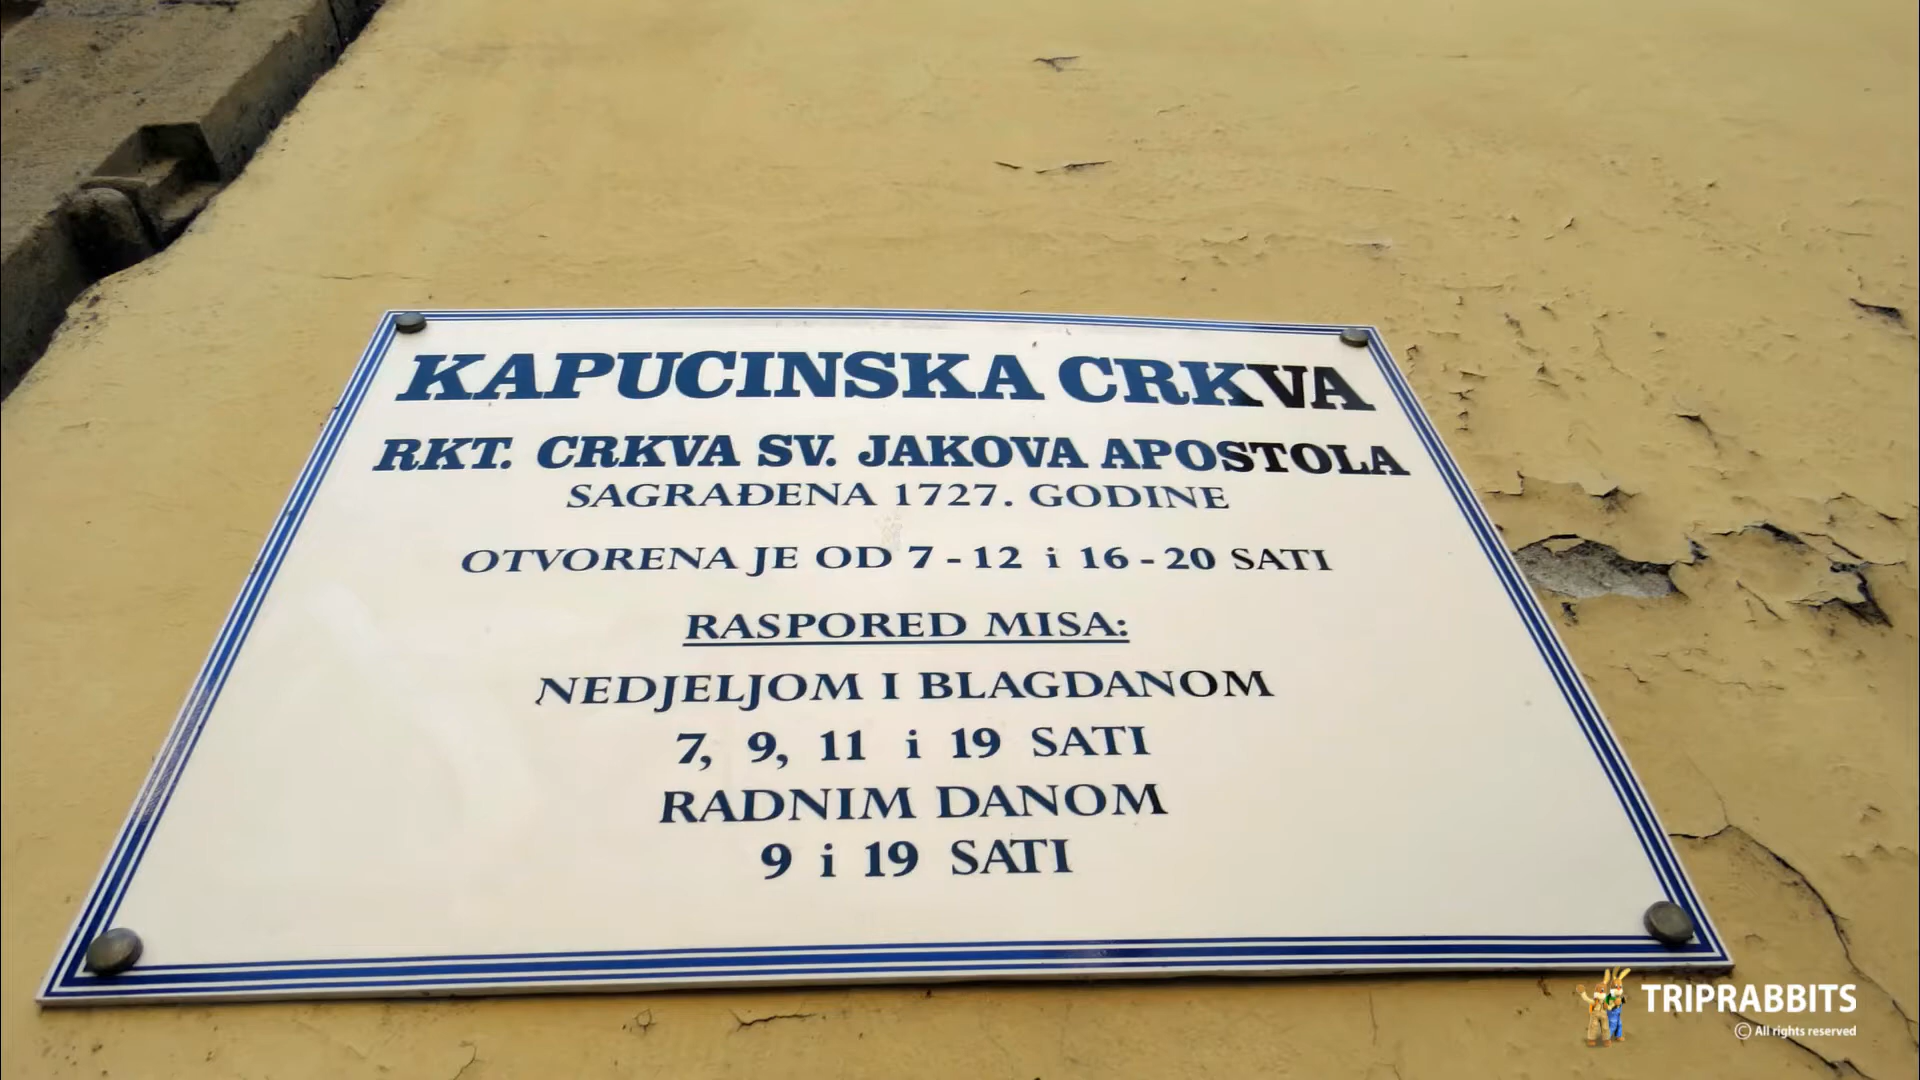 KAPUCINSKA CRKVA
RKT. CRKVA SV. JAKOVA APOSTOLA
SAGRAĐENA 1727. GODINE
OTVORENA JE OD 7 - 12 i 16 - 20 SATI
RASPORED MISA:
NEDJELJOM I BLAGDANOM
7, 9, 11 i 19 SATI
RADNIM DANOM
9 i 19 SATI
TRIPRABBITS
© All rights reserved